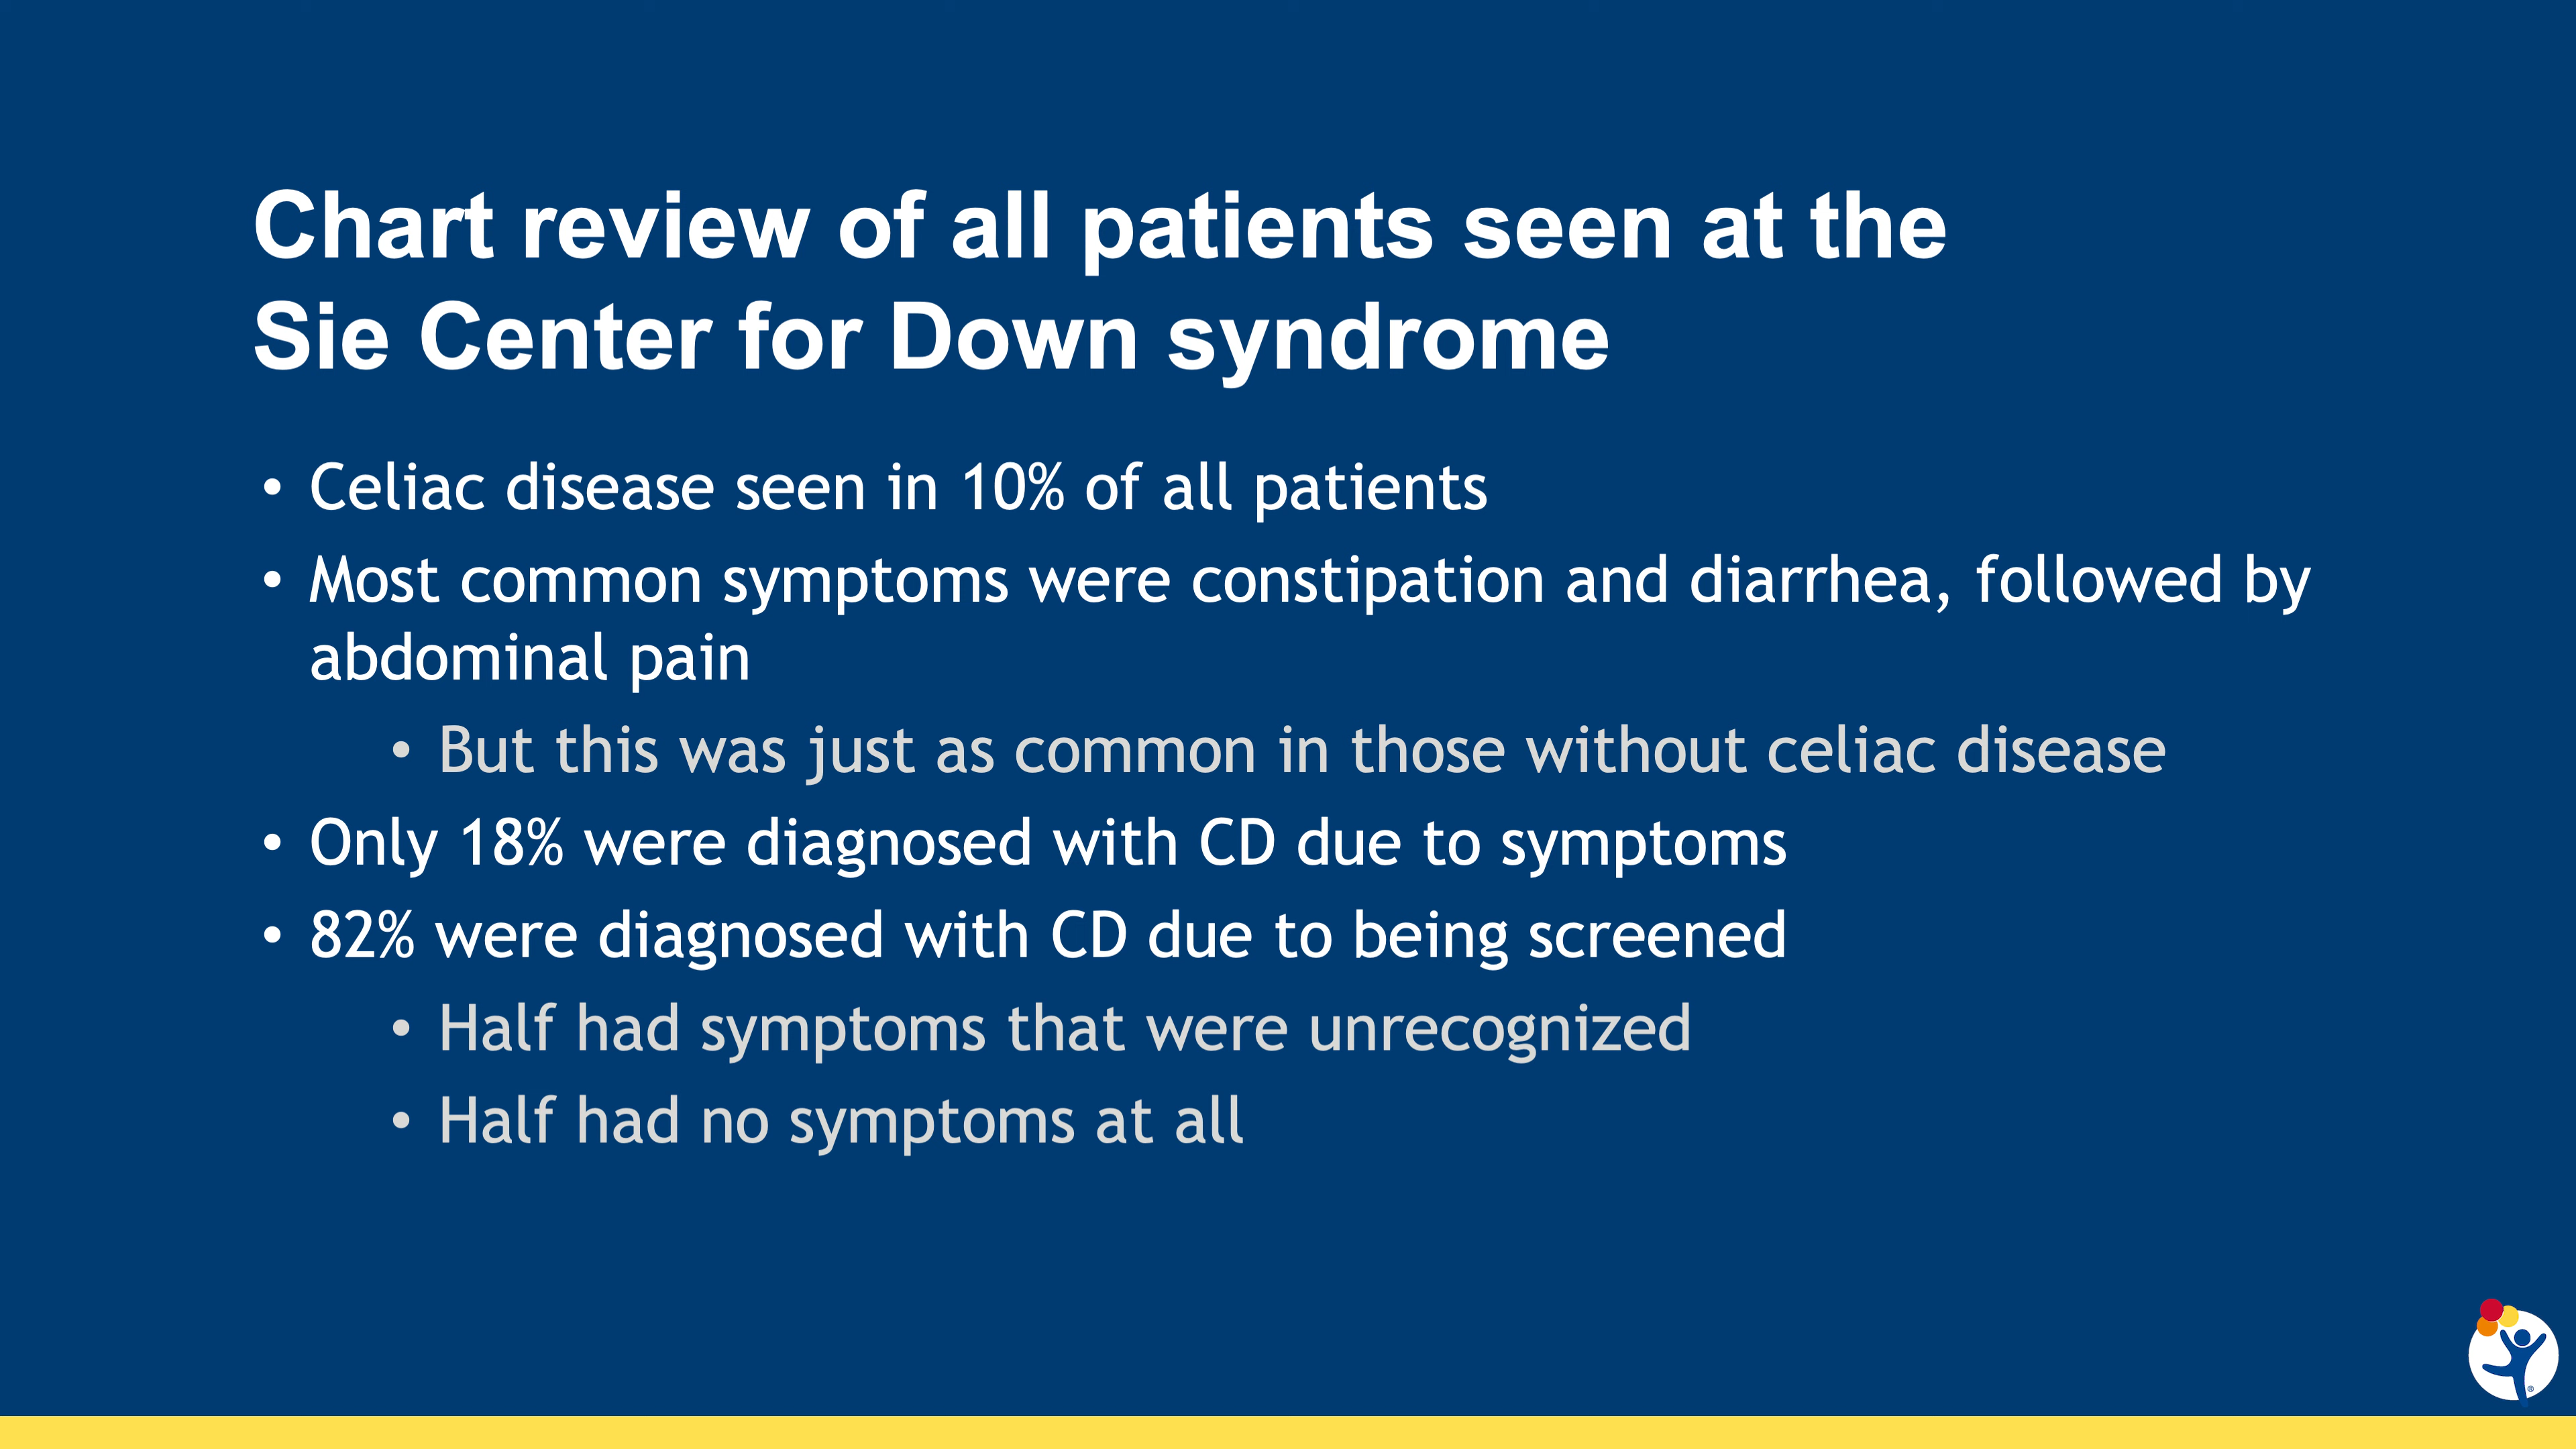 Chart review of all patients seen at the
Sie Center for Down syndrome
• Celiac disease seen in 10% of all patients
• Most common symptoms were constipation and diarrhea, followed by
abdominal pain
• But this was just as common in those without celiac disease
• Only 18% were diagnosed with CD due to symptoms
• 82% were diagnosed with CD due to being screened
• Half had symptoms that were unrecognized
• Half had no symptoms at all
®